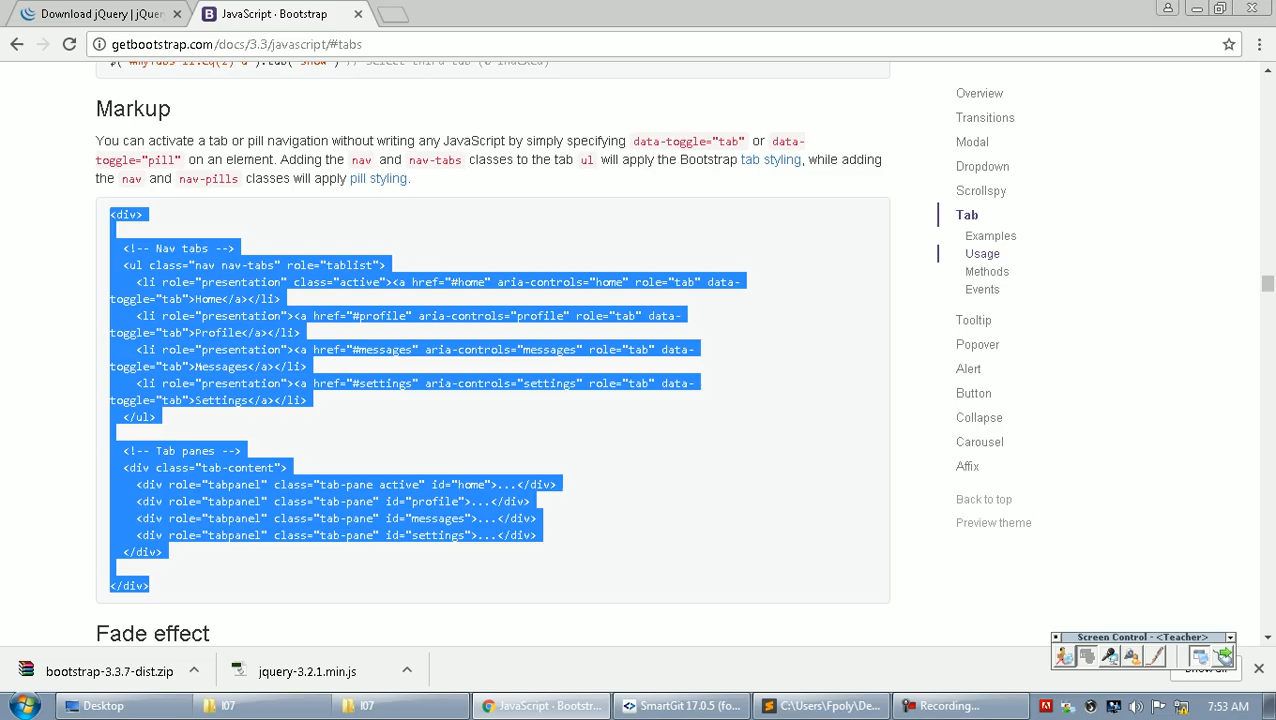 Download jQuery | jQuer
JavaScript · Bootstrap
getbootstrap.com/docs/3.3/javascript/#tabs
$('#myTabs li:eq(2) a').tab('show') // Select third tab (0-indexed)
Markup
You can activate a tab or pill navigation without writing any JavaScript by simply specifying data-toggle="tab" or data-
toggle="pill" on an element. Adding the nav and nav-tabs classes to the tab ul will apply the Bootstrap tab styling, while adding
the nav and nav-pills classes will apply pill styling.
<div>
<!-- Nav tabs -->
<ul class="nav nav-tabs" role="tablist">
<li role="presentation" class="active"><a href="#home" aria-controls="home" role="tab" data-
toggle="tab">Home</a></li>
<li role="presentation"><a href="#profile" aria-controls="profile" role="tab" data-
toggle="tab">Profile</a></li>
<li role="presentation"><a href="#messages" aria-controls="messages" role="tab" data-
toggle="tab">Messages</a></li>
<li role="presentation"><a href="#settings" aria-controls="settings" role="tab" data-
toggle="tab">Settings</a></li>
</ul>
<!-- Tab panes -->
<div class="tab-content">
<div role="tabpanel" class="tab-pane active" id="home">...</div>
<div role="tabpanel" class="tab-pane" id="profile">...</div>
<div role="tabpanel" class="tab-pane" id="messages">...</div>
<div role="tabpanel" class="tab-pane" id="settings">...</div>
</div>
</div>
Fade effect
Overview
Transitions
Modal
Dropdown
Scrollspy
Tab
Examples
Usage
Methods
Events
Tooltip
Popover
Alert
Button
Collapse
Carousel
Affix
Back to top
Preview theme
Screen Control - <Teacher>
bootstrap-3.3.7-dist.zip
jquery-3.2.1.min.js
Desktop
l07
l07
JavaScript · Bootstr...
SmartGit 17.0.5 (fo...
C:\Users\Fpoly\De...
Recording...
7:53 AM